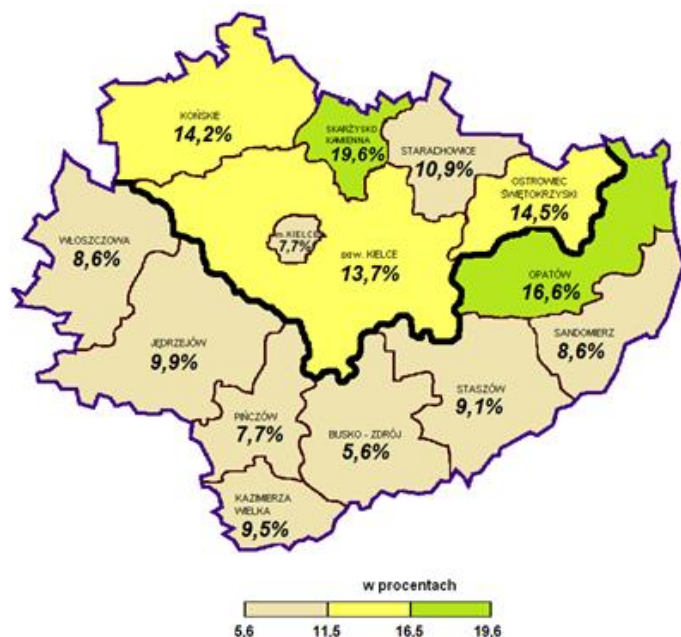 KOŃSKIE
14,2%
SKARŻYSKO
KAMIENNA
19,6%
STARACHOWICE
10,9%
OSTROWIEC
ŚWIĘTOKRZYSKI
14,5%
WŁOSZCZOWA
8,6%
m. KIELCE
7,7%
pow. KIELCE
13,7%
OPATÓW
16,6%
SANDOMIERZ
8,6%
JĘDRZEJÓW
9,9%
STASZÓW
9,1%
PIŃCZÓW
7,7%
BUSKO - ZDRÓJ
5,6%
KAZIMIERZA
WIELKA
9,5%
w procentach
5.6 11.5 16.5 19.6